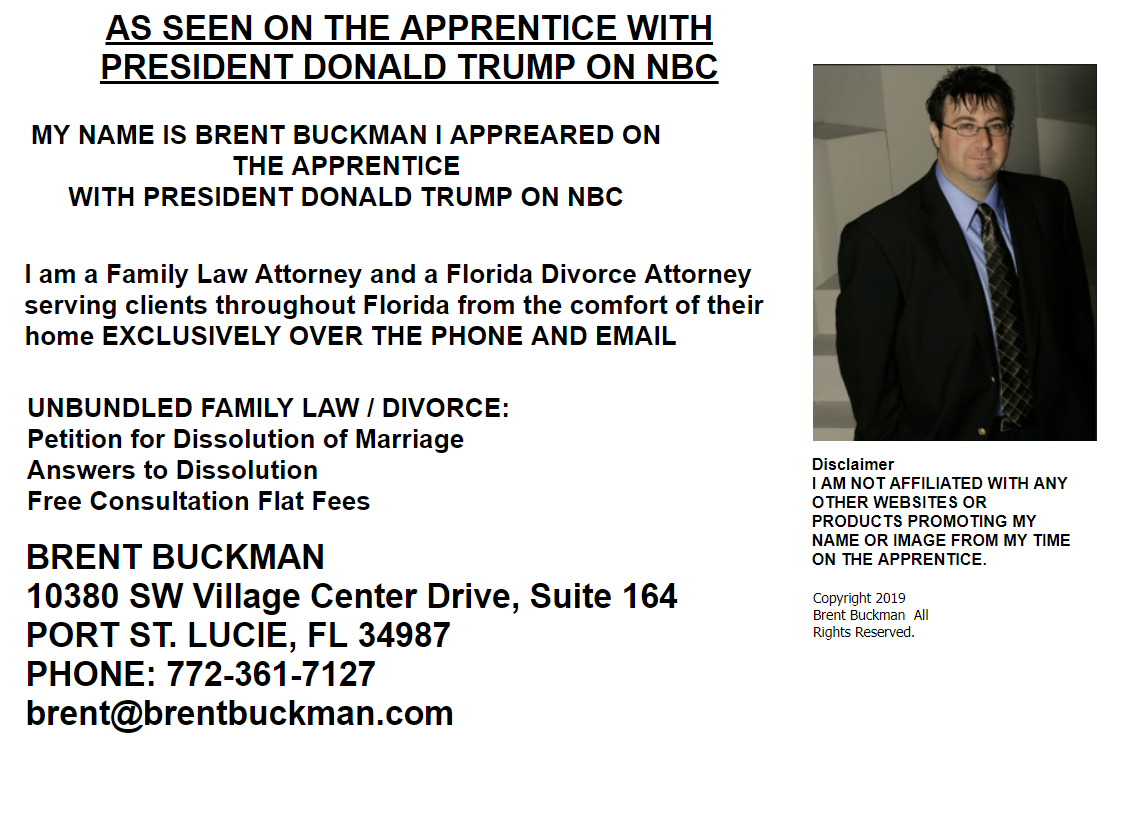 AS SEEN ON THE APPRENTICE WITH
PRESIDENT DONALD TRUMP ON NBC
MY NAME IS BRENT BUCKMAN I APPREARED ON
THE APPRENTICE
WITH PRESIDENT DONALD TRUMP ON NBC
I am a Family Law Attorney and a Florida Divorce Attorney
serving clients throughout Florida from the comfort of their
home EXCLUSIVELY OVER THE PHONE AND EMAIL
UNBUNDLED FAMILY LAW / DIVORCE:
Petition for Dissolution of Marriage
Answers to Dissolution
Free Consultation Flat Fees
BRENT BUCKMAN
10380 SW Village Center Drive, Suite 164
PORT ST. LUCIE, FL 34987
PHONE: 772-361-7127
brent@brentbuckman.com
Disclaimer
I AM NOT AFFILIATED WITH ANY
OTHER WEBSITES OR
PRODUCTS PROMOTING MY
NAME OR IMAGE FROM MY TIME
ON THE APPRENTICE.
Copyright 2019
Brent Buckman All
Rights Reserved.